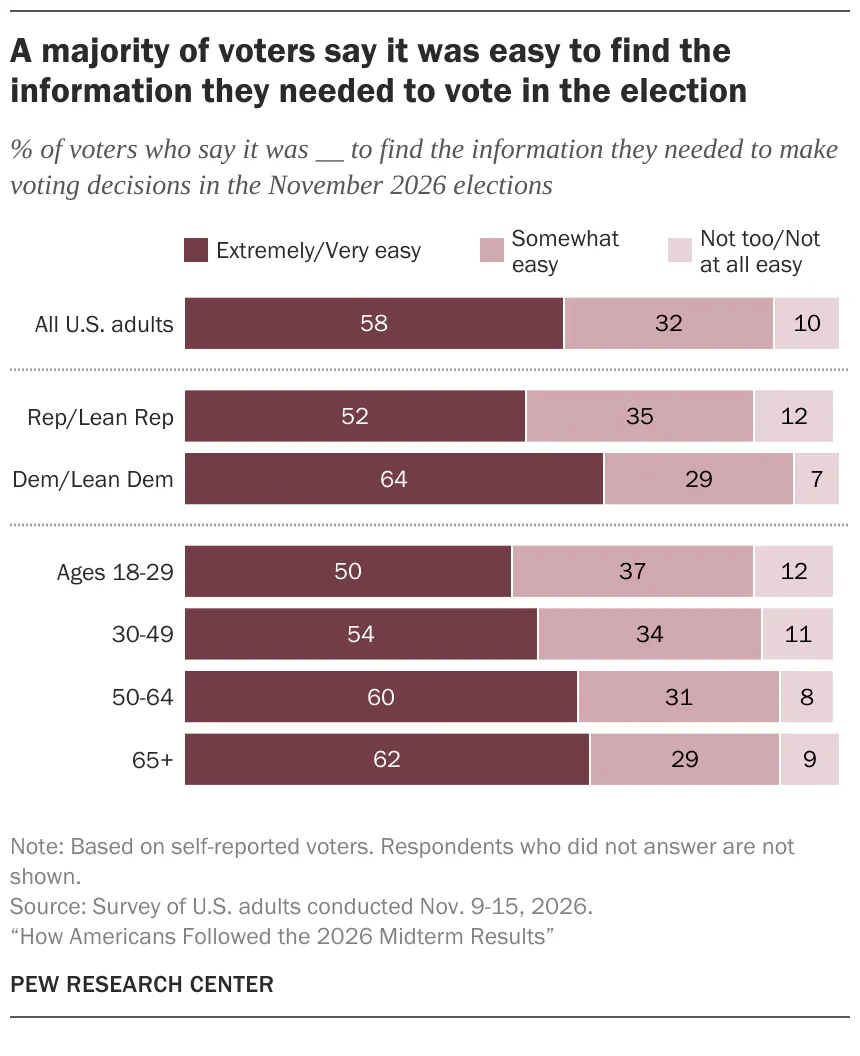 A majority of voters say it was easy to find the
information they needed to vote in the election
% of voters who say it was __ to find the information they needed to make
voting decisions in the November 2026 elections
Extremely/Very easy
Somewhat
easy
Not too/Not
at all easy
All U.S. adults 58 32 10
Rep/Lean Rep 52 35 12
Dem/Lean Dem 64 29 7
Ages 18-29 50 37 12
30-49 54 34 11
50-64 60 31 8
65+ 62 29 9
Note: Based on self-reported voters. Respondents who did not answer are not
shown.
Source: Survey of U.S. adults conducted Nov. 9-15, 2026.
“How Americans Followed the 2026 Midterm Results”
PEW RESEARCH CENTER